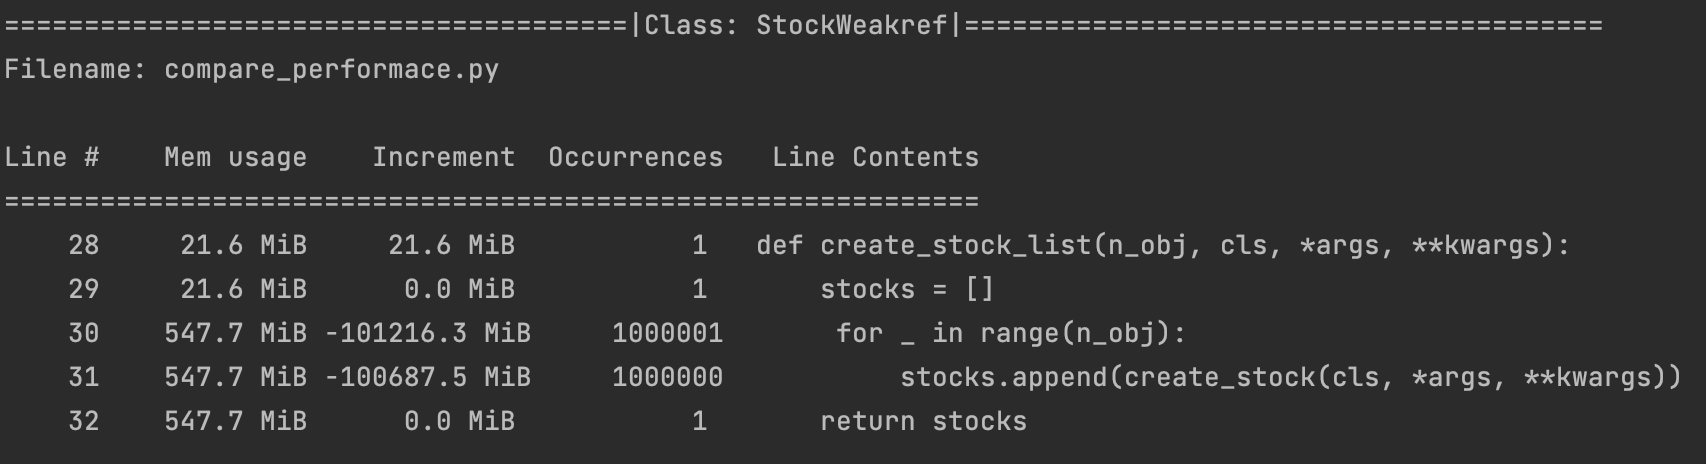 =======================================|Class: StockWeakref|========================================
Filename: compare_performace.py
Line #    Mem usage    Increment  Occurrences   Line Contents
=============================================================
    28     21.6 MiB     21.6 MiB           1   def create_stock_list(n_obj, cls, *args, **kwargs):
    29     21.6 MiB      0.0 MiB           1       stocks = []
    30    547.7 MiB -101216.3 MiB     1000001       for _ in range(n_obj):
    31    547.7 MiB -100687.5 MiB     1000000           stocks.append(create_stock(cls, *args, **kwargs))
    32    547.7 MiB      0.0 MiB           1       return stocks